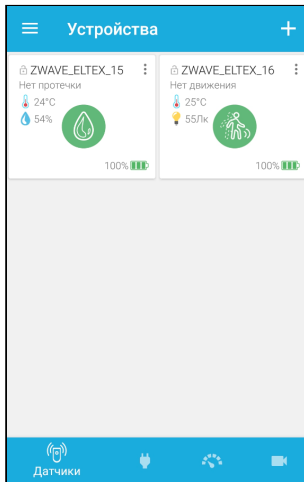 Устройства
ZWAVE_ELTEX_15
Нет протечки
24°C
54%
100%
ZWAVE_ELTEX_16
Нет движения
25°C
55Лк
100%
Датчики